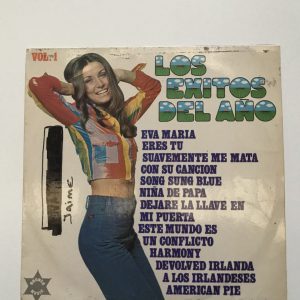 VOL. 1
LOS
EXITOS
DEL AÑO
EVA MARIA
ERES TU
SUAVEMENTE ME MATA
CON SU CANCION
SONG SUNG BLUE
NIÑA DE PAPA
DEJARE LA LLAVE EN
MI PUERTA
ESTE MUNDO ES
UN CONFLICTO
HARMONY
DEVOLVED IRLANDA
A LOS IRLANDESES
AMERICAN PIE
Jaime